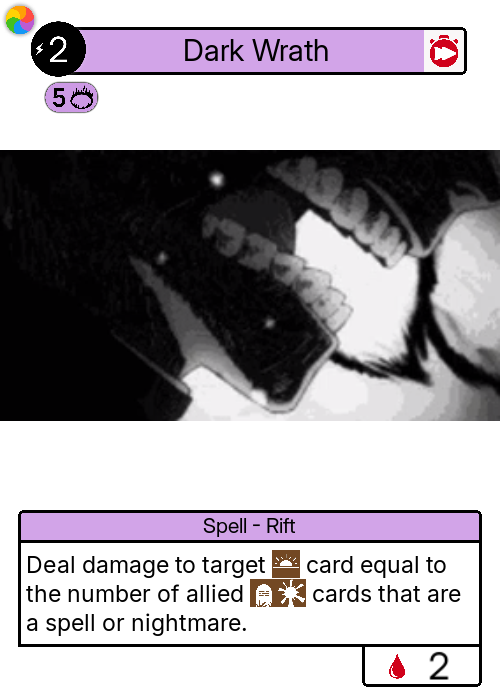 2
Dark Wrath
5
Spell - Rift
Deal damage to target card equal to
the number of allied cards that are
a spell or nightmare.
2